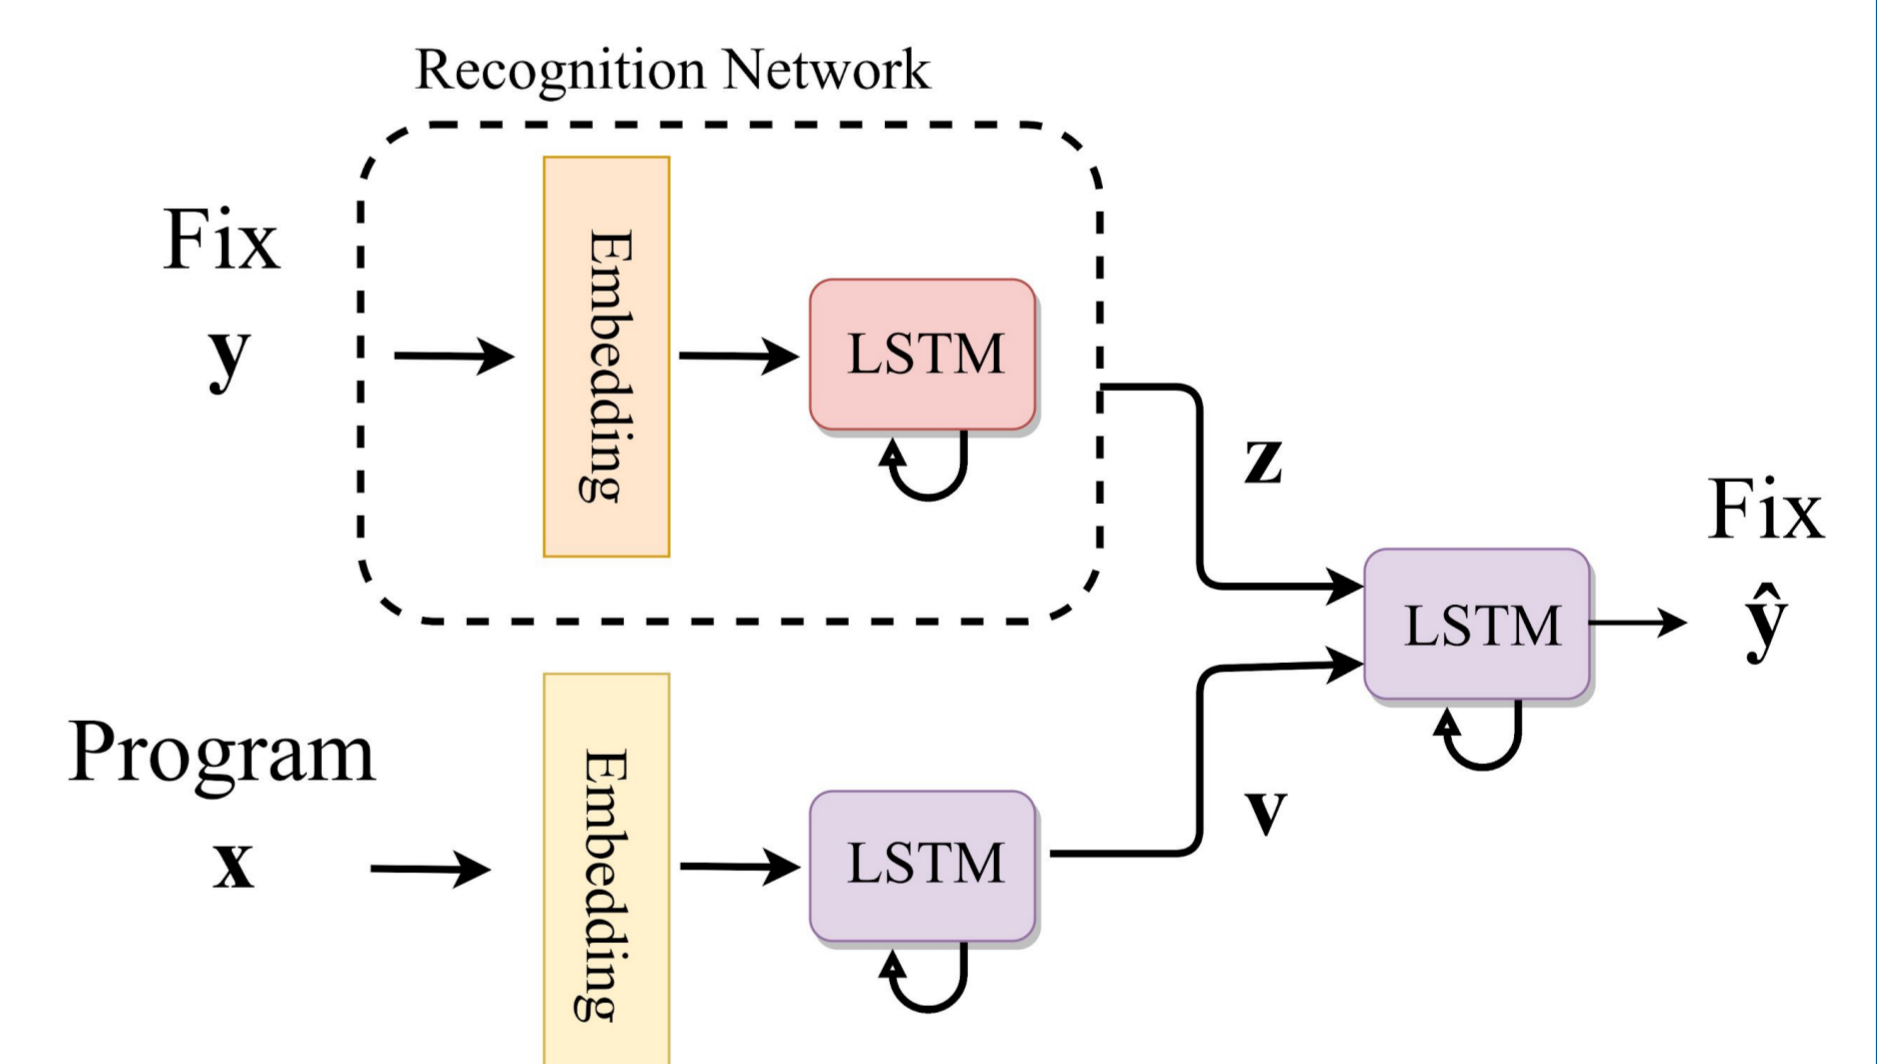 Recognition Network
Fix
y
Embedding
LSTM
z
Fix
ŷ
LSTM
Program
x
Embedding
LSTM
v